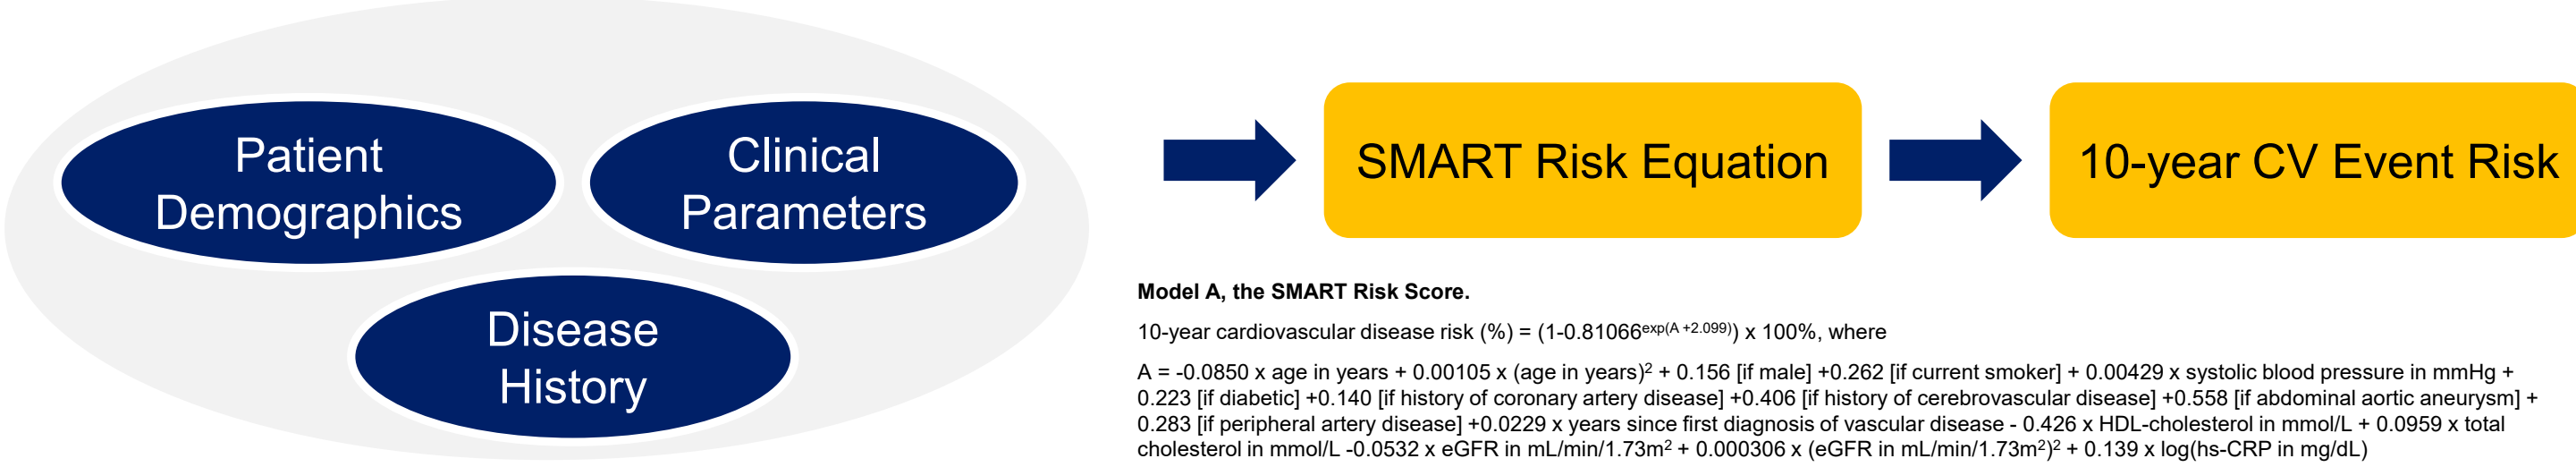 Patient
Demographics
Clinical
Parameters
Disease
History
SMART Risk Equation
10-year CV Event Risk
Model A, the SMART Risk Score.
10-year cardiovascular disease risk (%) = (1-0.81066^exp(A +2.099)) x 100%, where
A = -0.0850 x age in years + 0.00105 x (age in years)² + 0.156 [if male] +0.262 [if current smoker] + 0.00429 x systolic blood pressure in mmHg +
0.223 [if diabetic] +0.140 [if history of coronary artery disease] +0.406 [if history of cerebrovascular disease] +0.558 [if abdominal aortic aneurysm] +
0.283 [if peripheral artery disease] +0.0229 x years since first diagnosis of vascular disease - 0.426 x HDL-cholesterol in mmol/L + 0.0959 x total
cholesterol in mmol/L -0.0532 x eGFR in mL/min/1.73m² + 0.000306 x (eGFR in mL/min/1.73m²)² + 0.139 x log(hs-CRP in mg/dL)